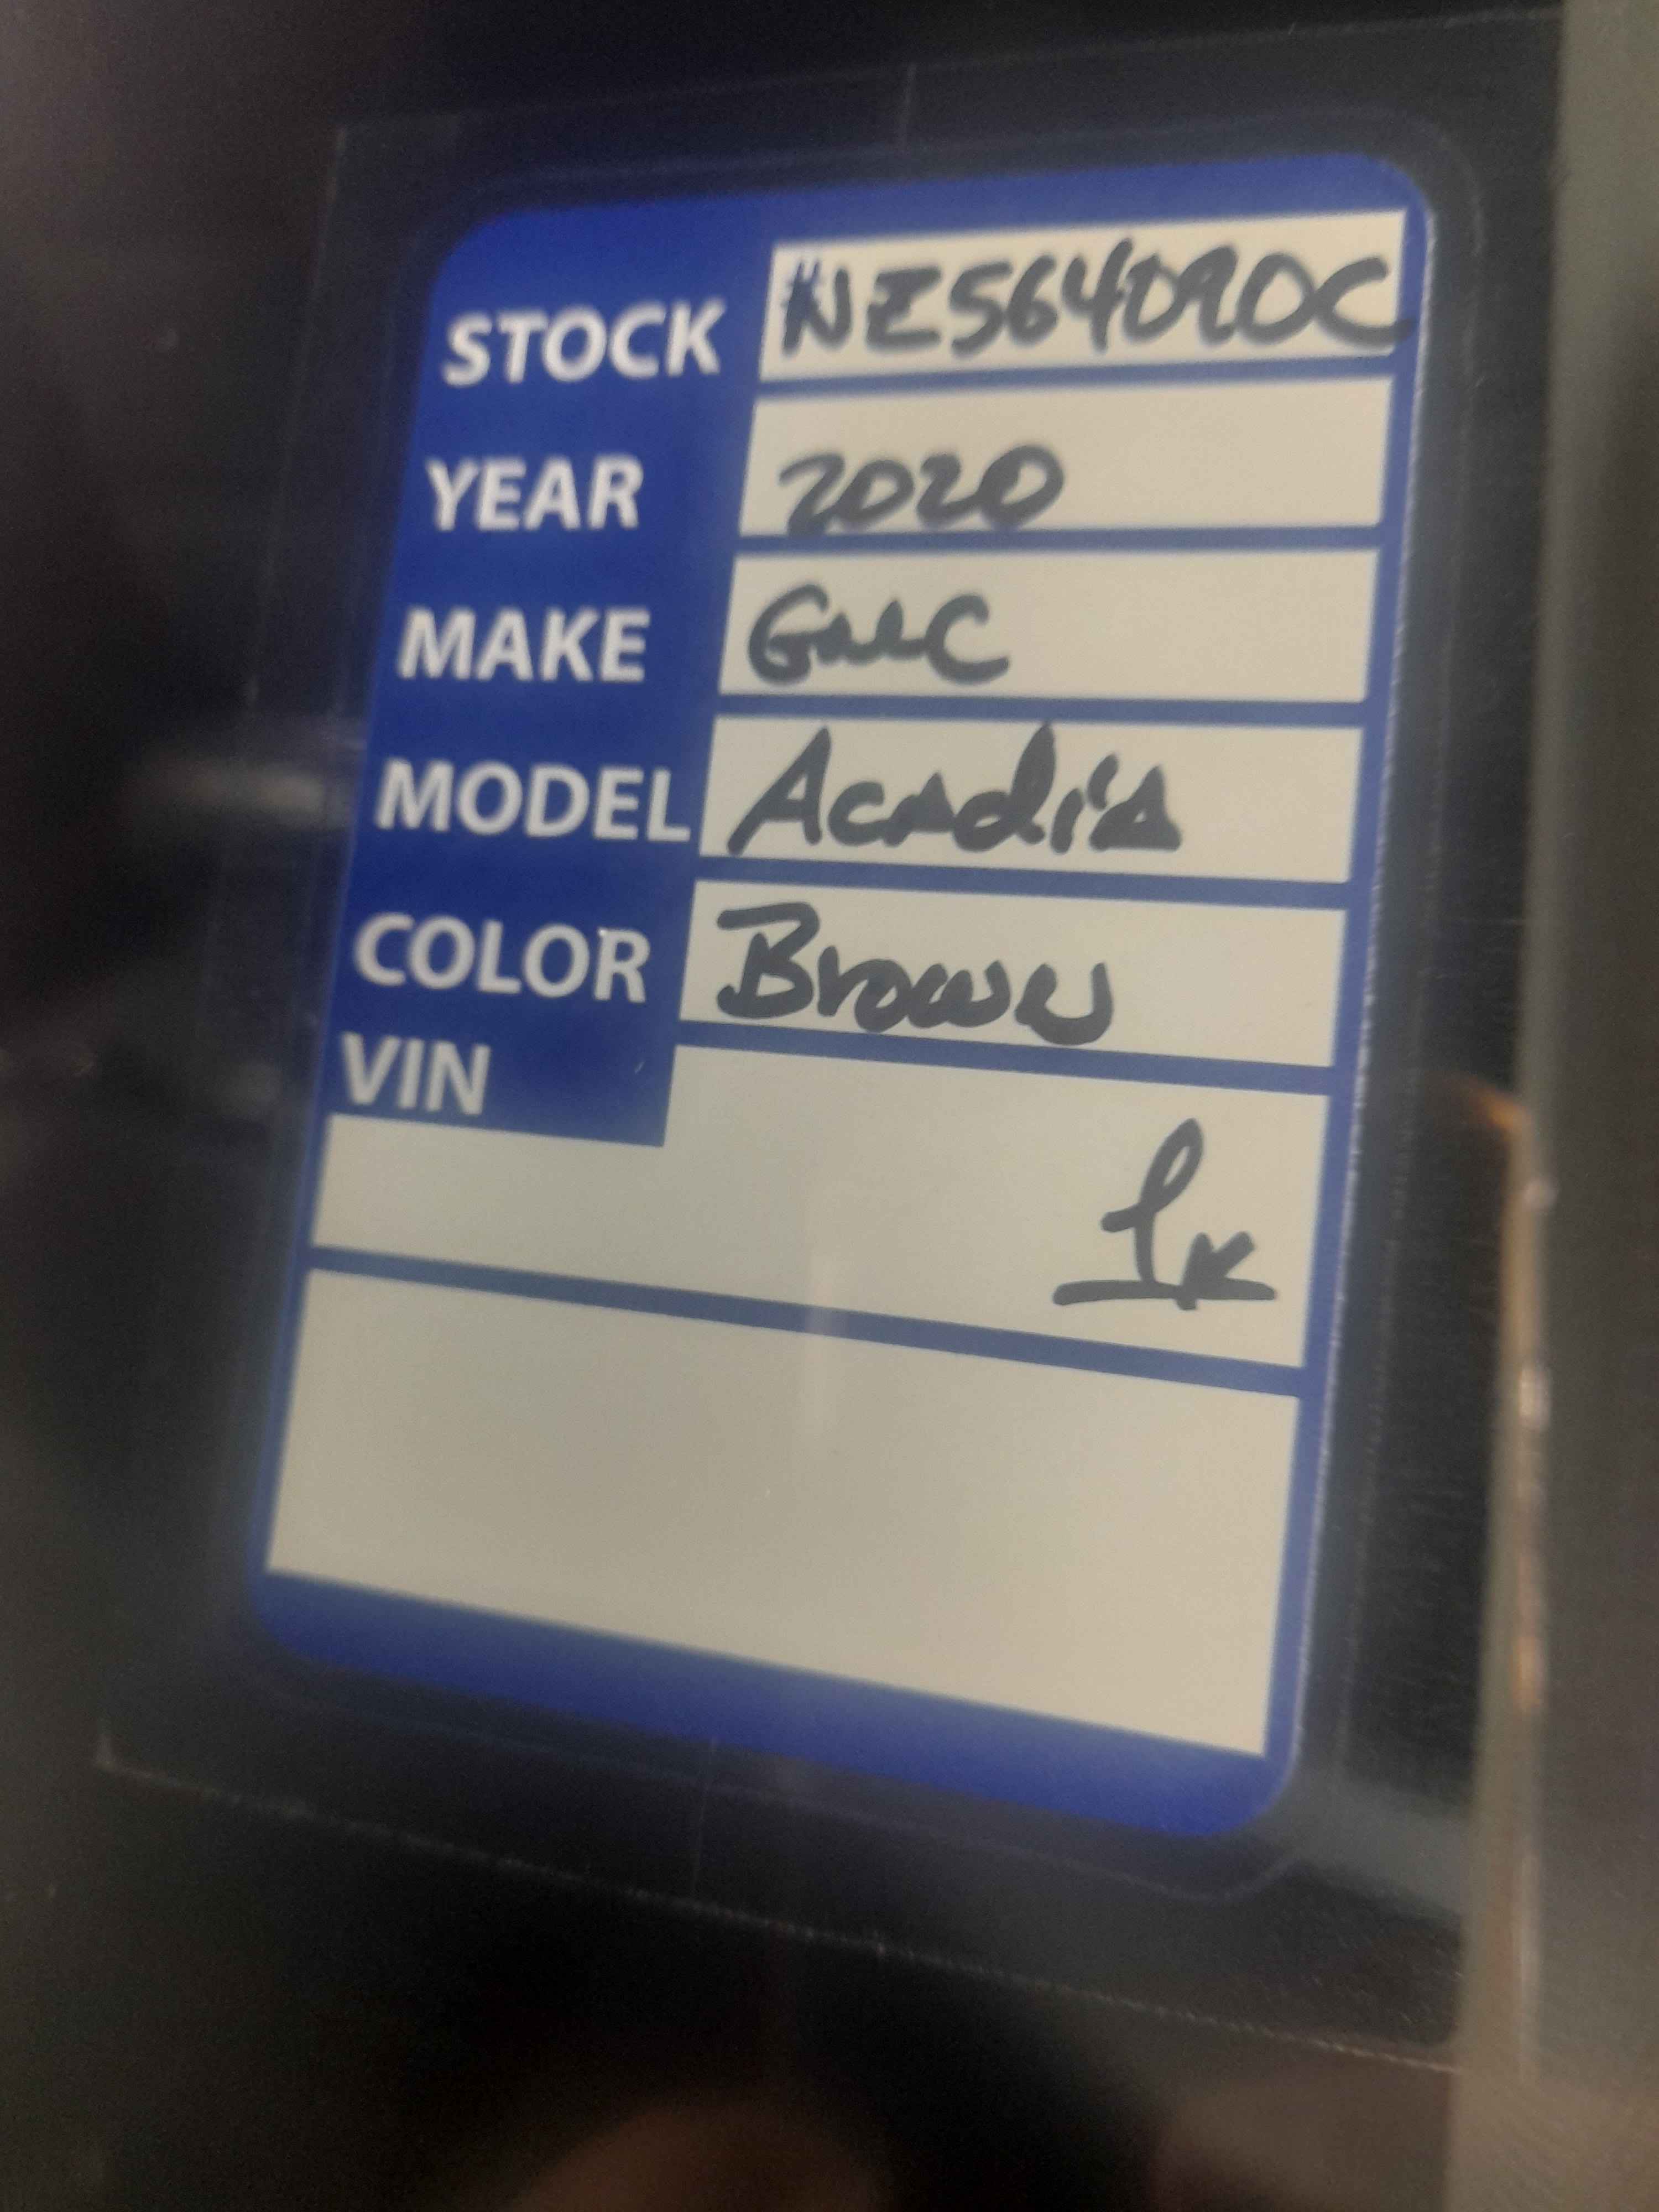 STOCK #NZ564090C
YEAR 2020
MAKE GMC
MODEL Acadia
COLOR Brown
VIN
1K